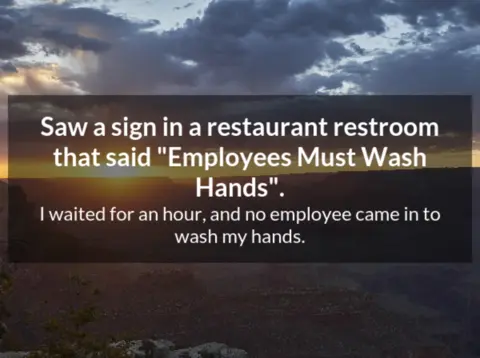 Saw a sign in a restaurant restroom
that said "Employees Must Wash
Hands".
I waited for an hour, and no employee came in to
wash my hands.